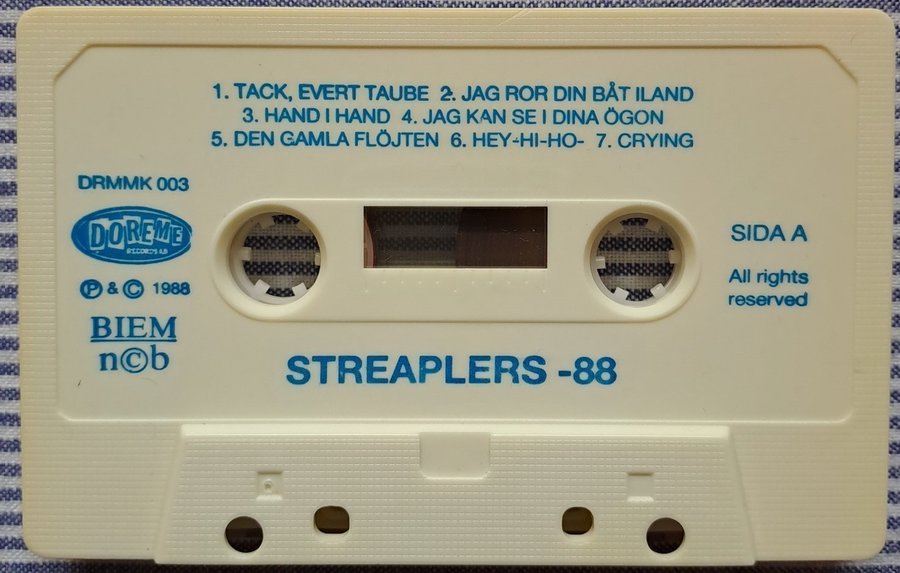 1. TACK, EVERT TAUBE 2. JAG ROR DIN BÅT ILAND
3. HAND I HAND 4. JAG KAN SE I DINA ÖGON
5. DEN GAMLA FLÖJTEN 6. HEY-HI-HO- 7. CRYING
DRMMK 003
DOREME
RECORDS AB
Ⓟ & © 1988
BIEM
n©b
SIDA A
All rights
reserved
STREAPLERS -88